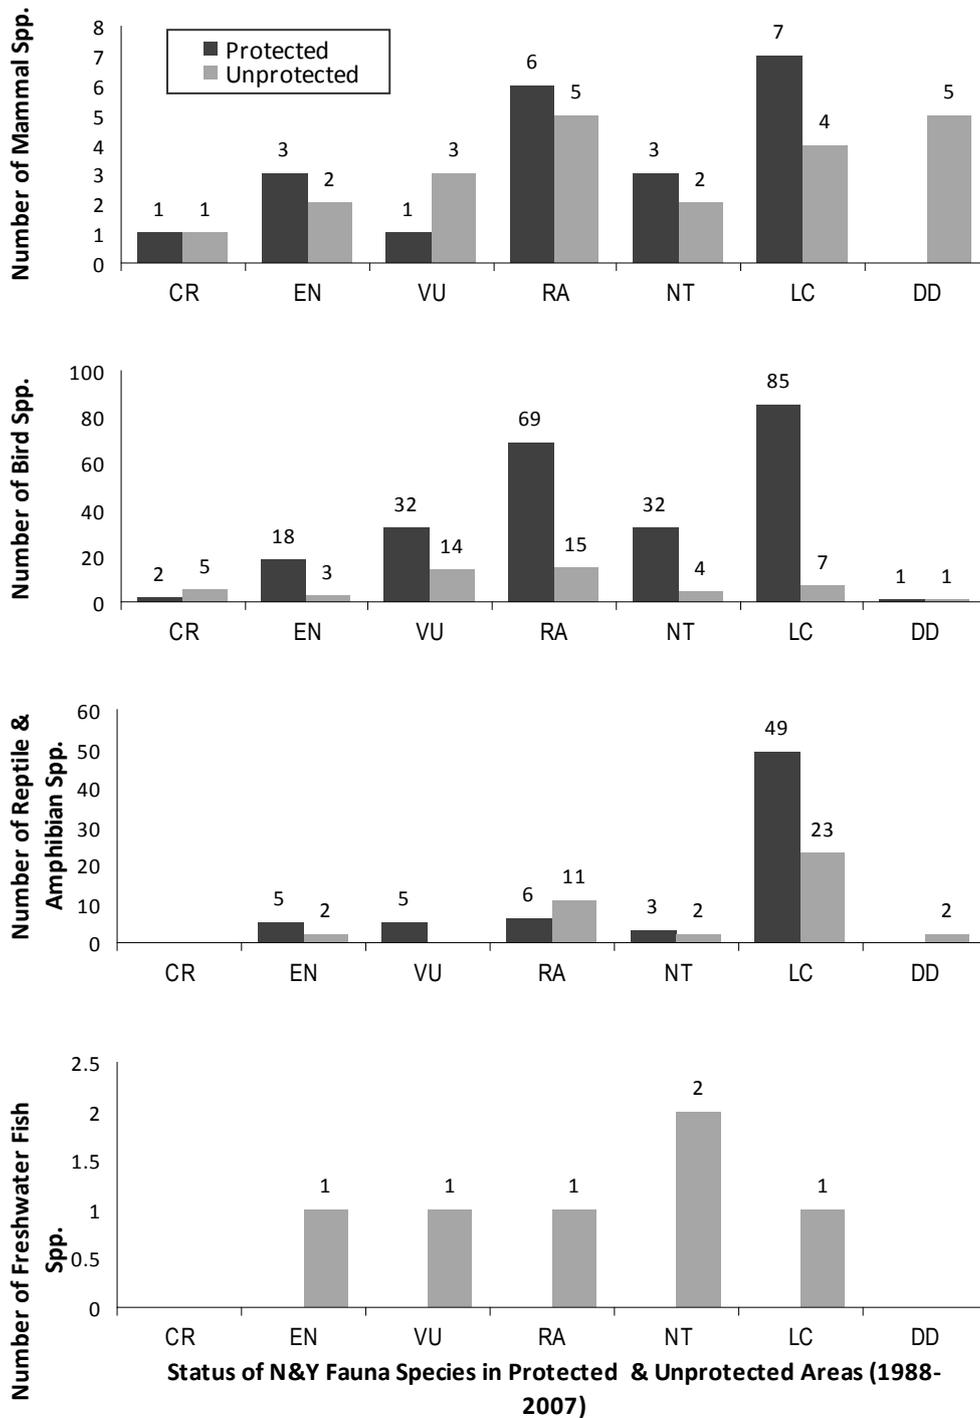 Number of Mammal Spp.
8
7
6
5
4
3
2
1
0
Protected
Unprotected
1 1 3 2 1 3 6 5 3 2 7 4 5
CR EN VU RA NT LC DD
Number of Bird Spp.
100
80
60
40
20
0
2 5 18 3 32 14 69 15 32 4 85 7 1 1
CR EN VU RA NT LC DD
Number of Reptile &
Amphibian Spp.
60
50
40
30
20
10
0
5 2 5 6 11 3 2 49 23 2
CR EN VU RA NT LC DD
Number of Freshwater Fish
Spp.
2.5
2
1.5
1
0.5
0
1 1 1 2 1
CR EN VU RA NT LC DD
Status of N&Y Fauna Species in Protected & Unprotected Areas (1988-
2007)